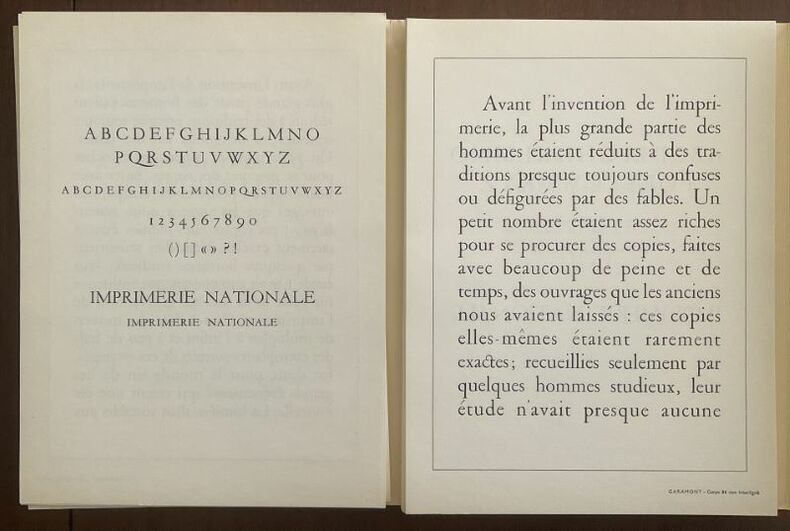 ABCDEFGHIJKLMNO
PQRSTUVWXYZ
ABCDEFGHIJKLMNOPQRSTUVWXYZ
1234567890
() [] «» ?!
IMPRIMERIE NATIONALE
IMPRIMERIE NATIONALE
Avant l'invention de l'impri-
merie, la plus grande partie des
hommes étaient réduits à des tra-
ditions presque toujours confuses
ou défigurées par des fables. Un
petit nombre étaient assez riches
pour se procurer des copies, faites
avec beaucoup de peine et de
temps, des ouvrages que les anciens
nous avaient laissés : ces copies
elles-mêmes étaient rarement
exactes; recueillies seulement par
quelques hommes studieux, leur
étude n'avait presque aucune
GARAMONT - Corps 24 non interligné